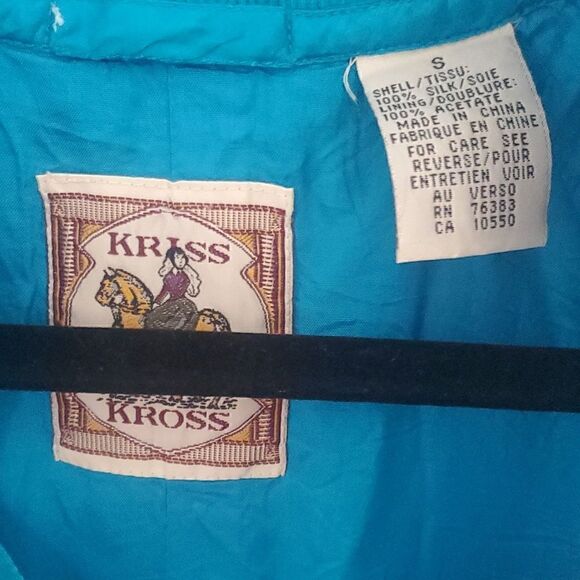 KRISS
KROSS
S
SHELL/TISSU:
100% SILK/SOIE
LINING/DOUBLURE:
100% ACETATE
MADE IN CHINA
FABRIQUE EN CHINE
FOR CARE SEE
REVERSE/POUR
ENTRETIEN VOIR
AU VERSO
RN 76383
CA 10550